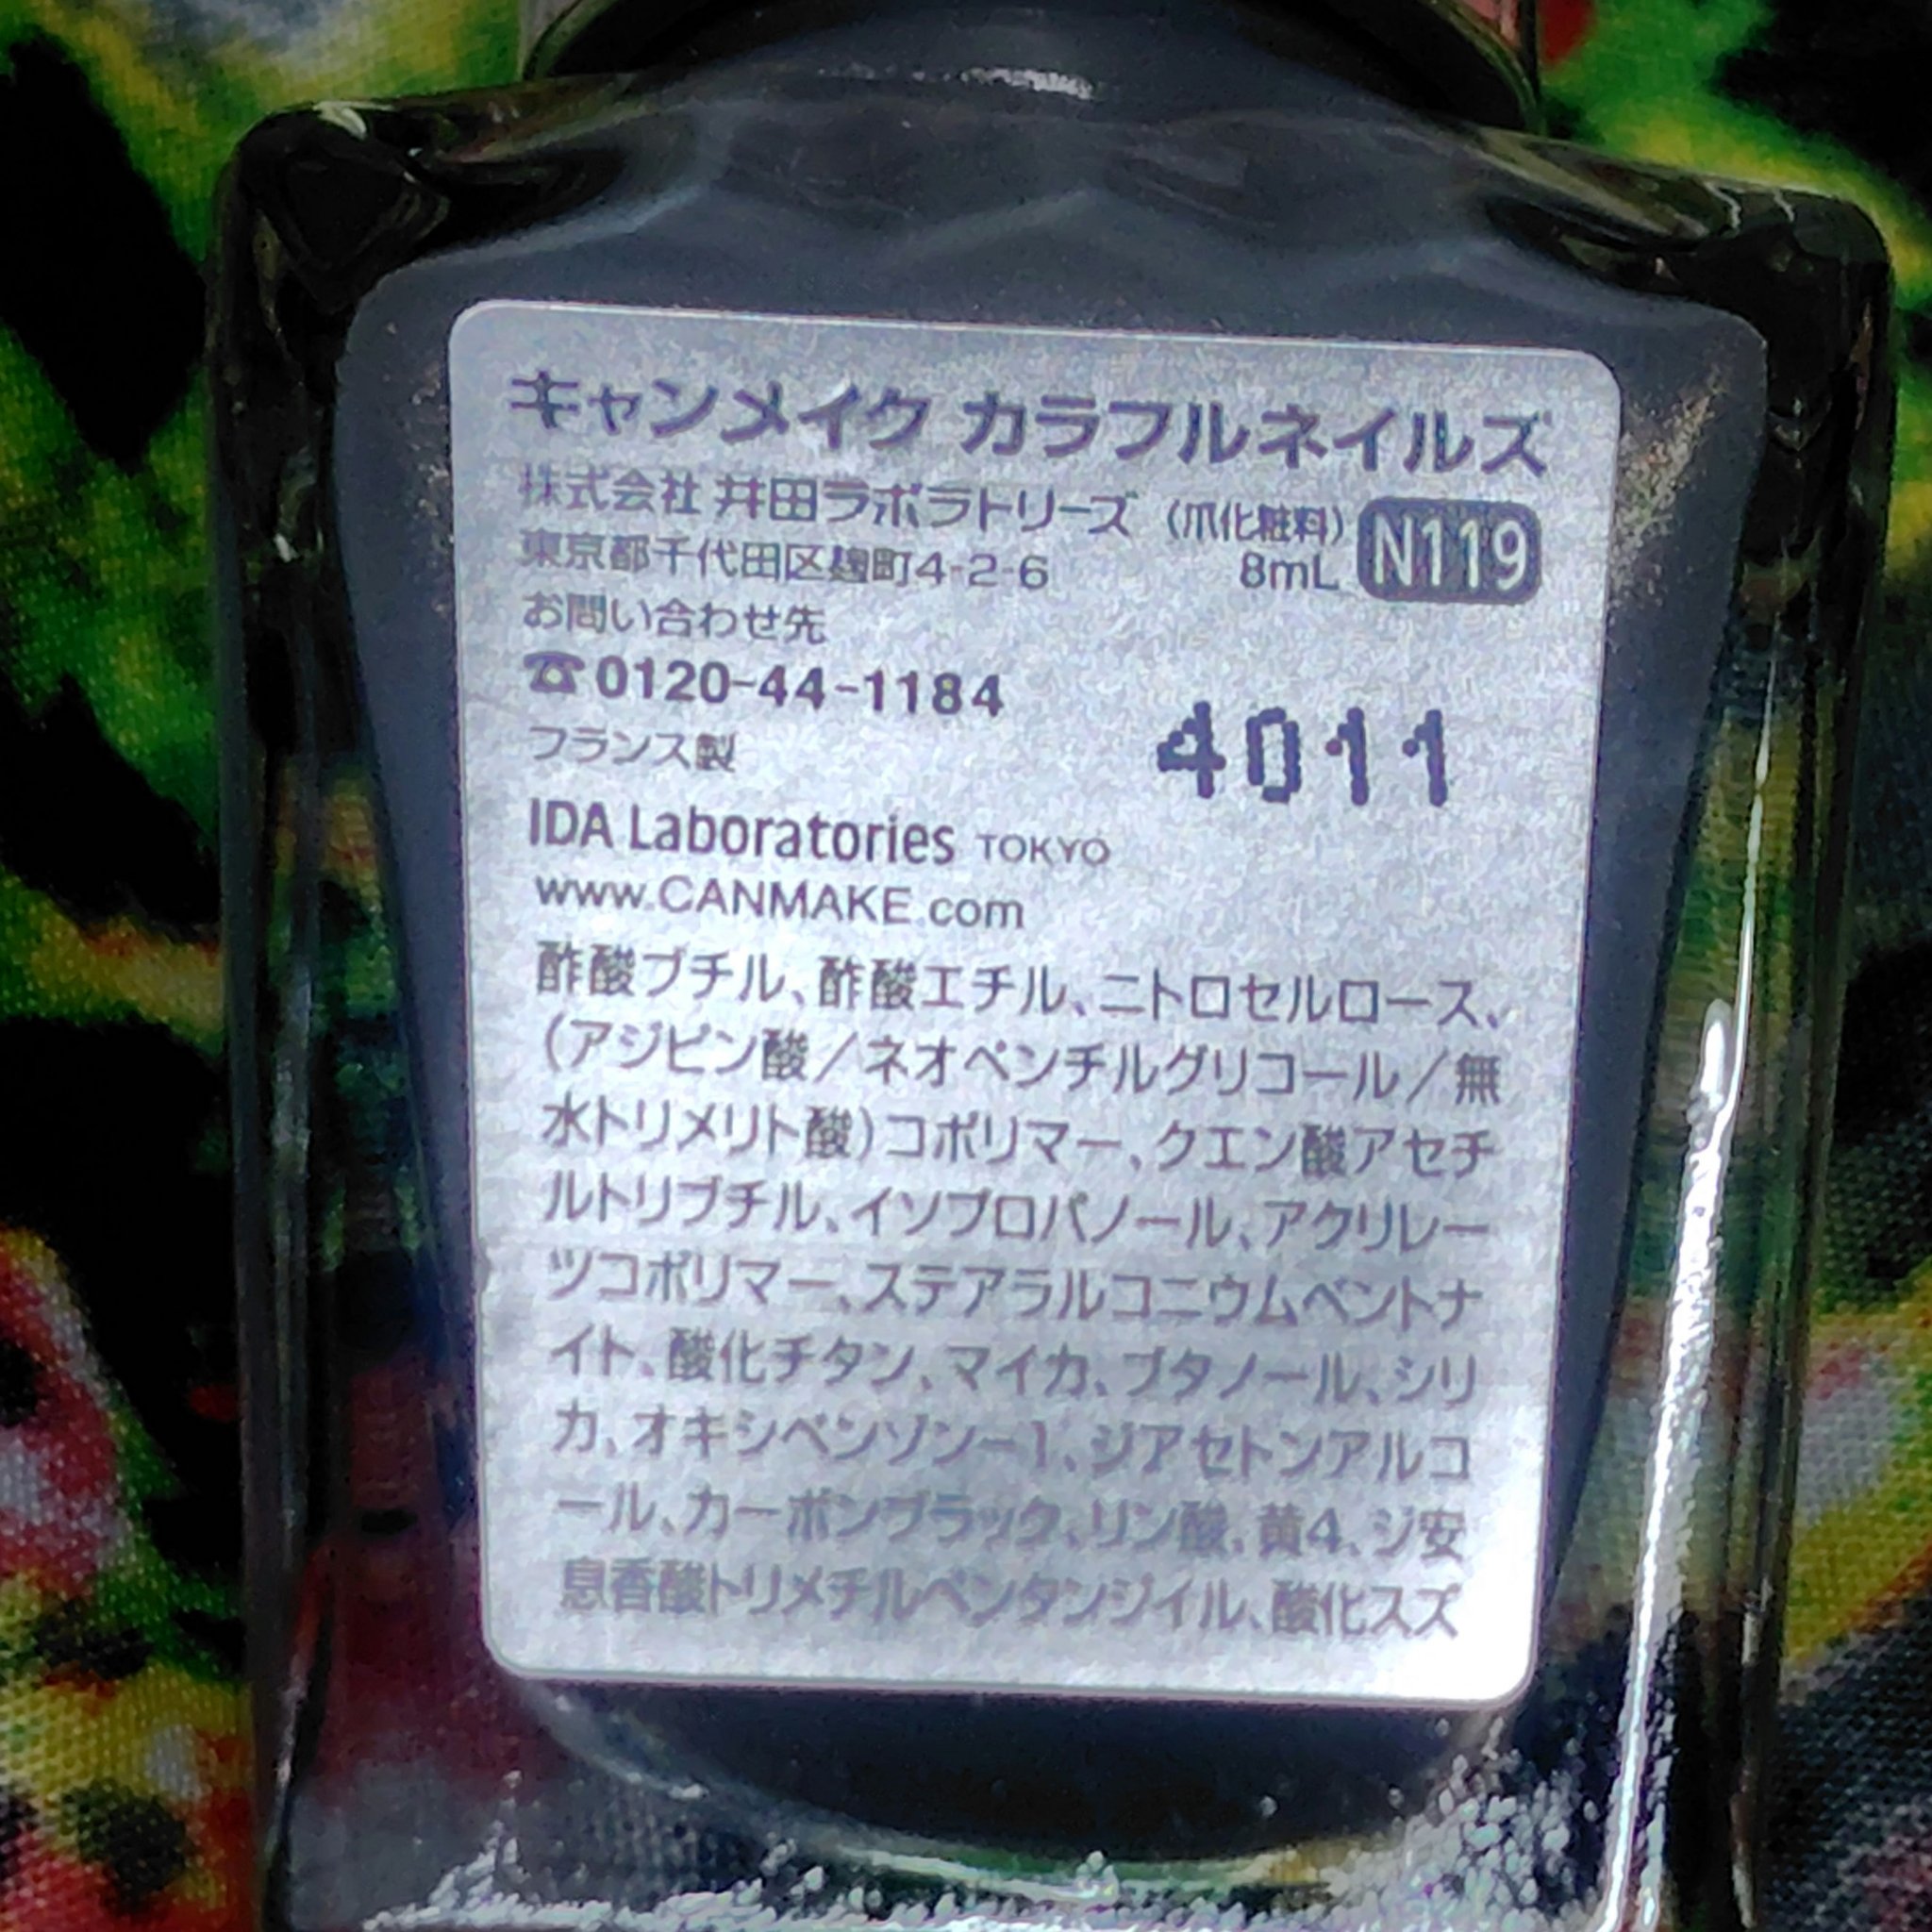 キャンメイク カラフルネイルズ
株式会社 井田ラボラトリーズ (爪化粧料) N119
東京都千代田区麹町4-2-6 8mL
お問い合わせ先
☎0120-44-1184
フランス製 4011
IDA Laboratories TOKYO
www.CANMAKE.com
酢酸ブチル、酢酸エチル、ニトロセルロース、
(アジピン酸/ネオペンチルグリコール/無
水トリメリト酸)コポリマー、クエン酸アセチ
ルトリブチル、イソプロパノール、アクリレー
ツコポリマー、ステアラルコニウムベントナ
イト、酸化チタン、マイカ、ブタノール、シリ
カ、オキシベンゾン-1、ジアセトンアルコ
ール、カーボンブラック、リン酸、黄4、ジ安
息香酸トリメチルペンタンジイル、酸化スズ